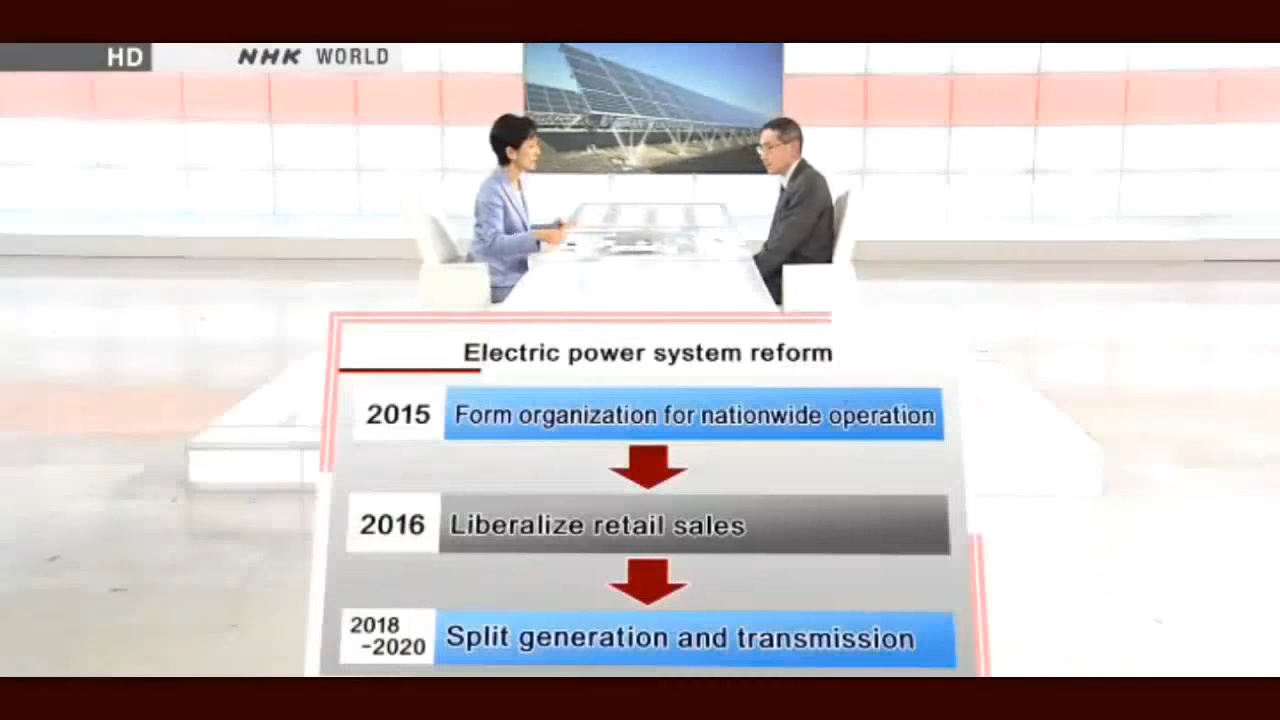 HD
NHK WORLD
Electric power system reform
2015 Form organization for nationwide operation
2016 Liberalize retail sales
2018
-2020 Split generation and transmission